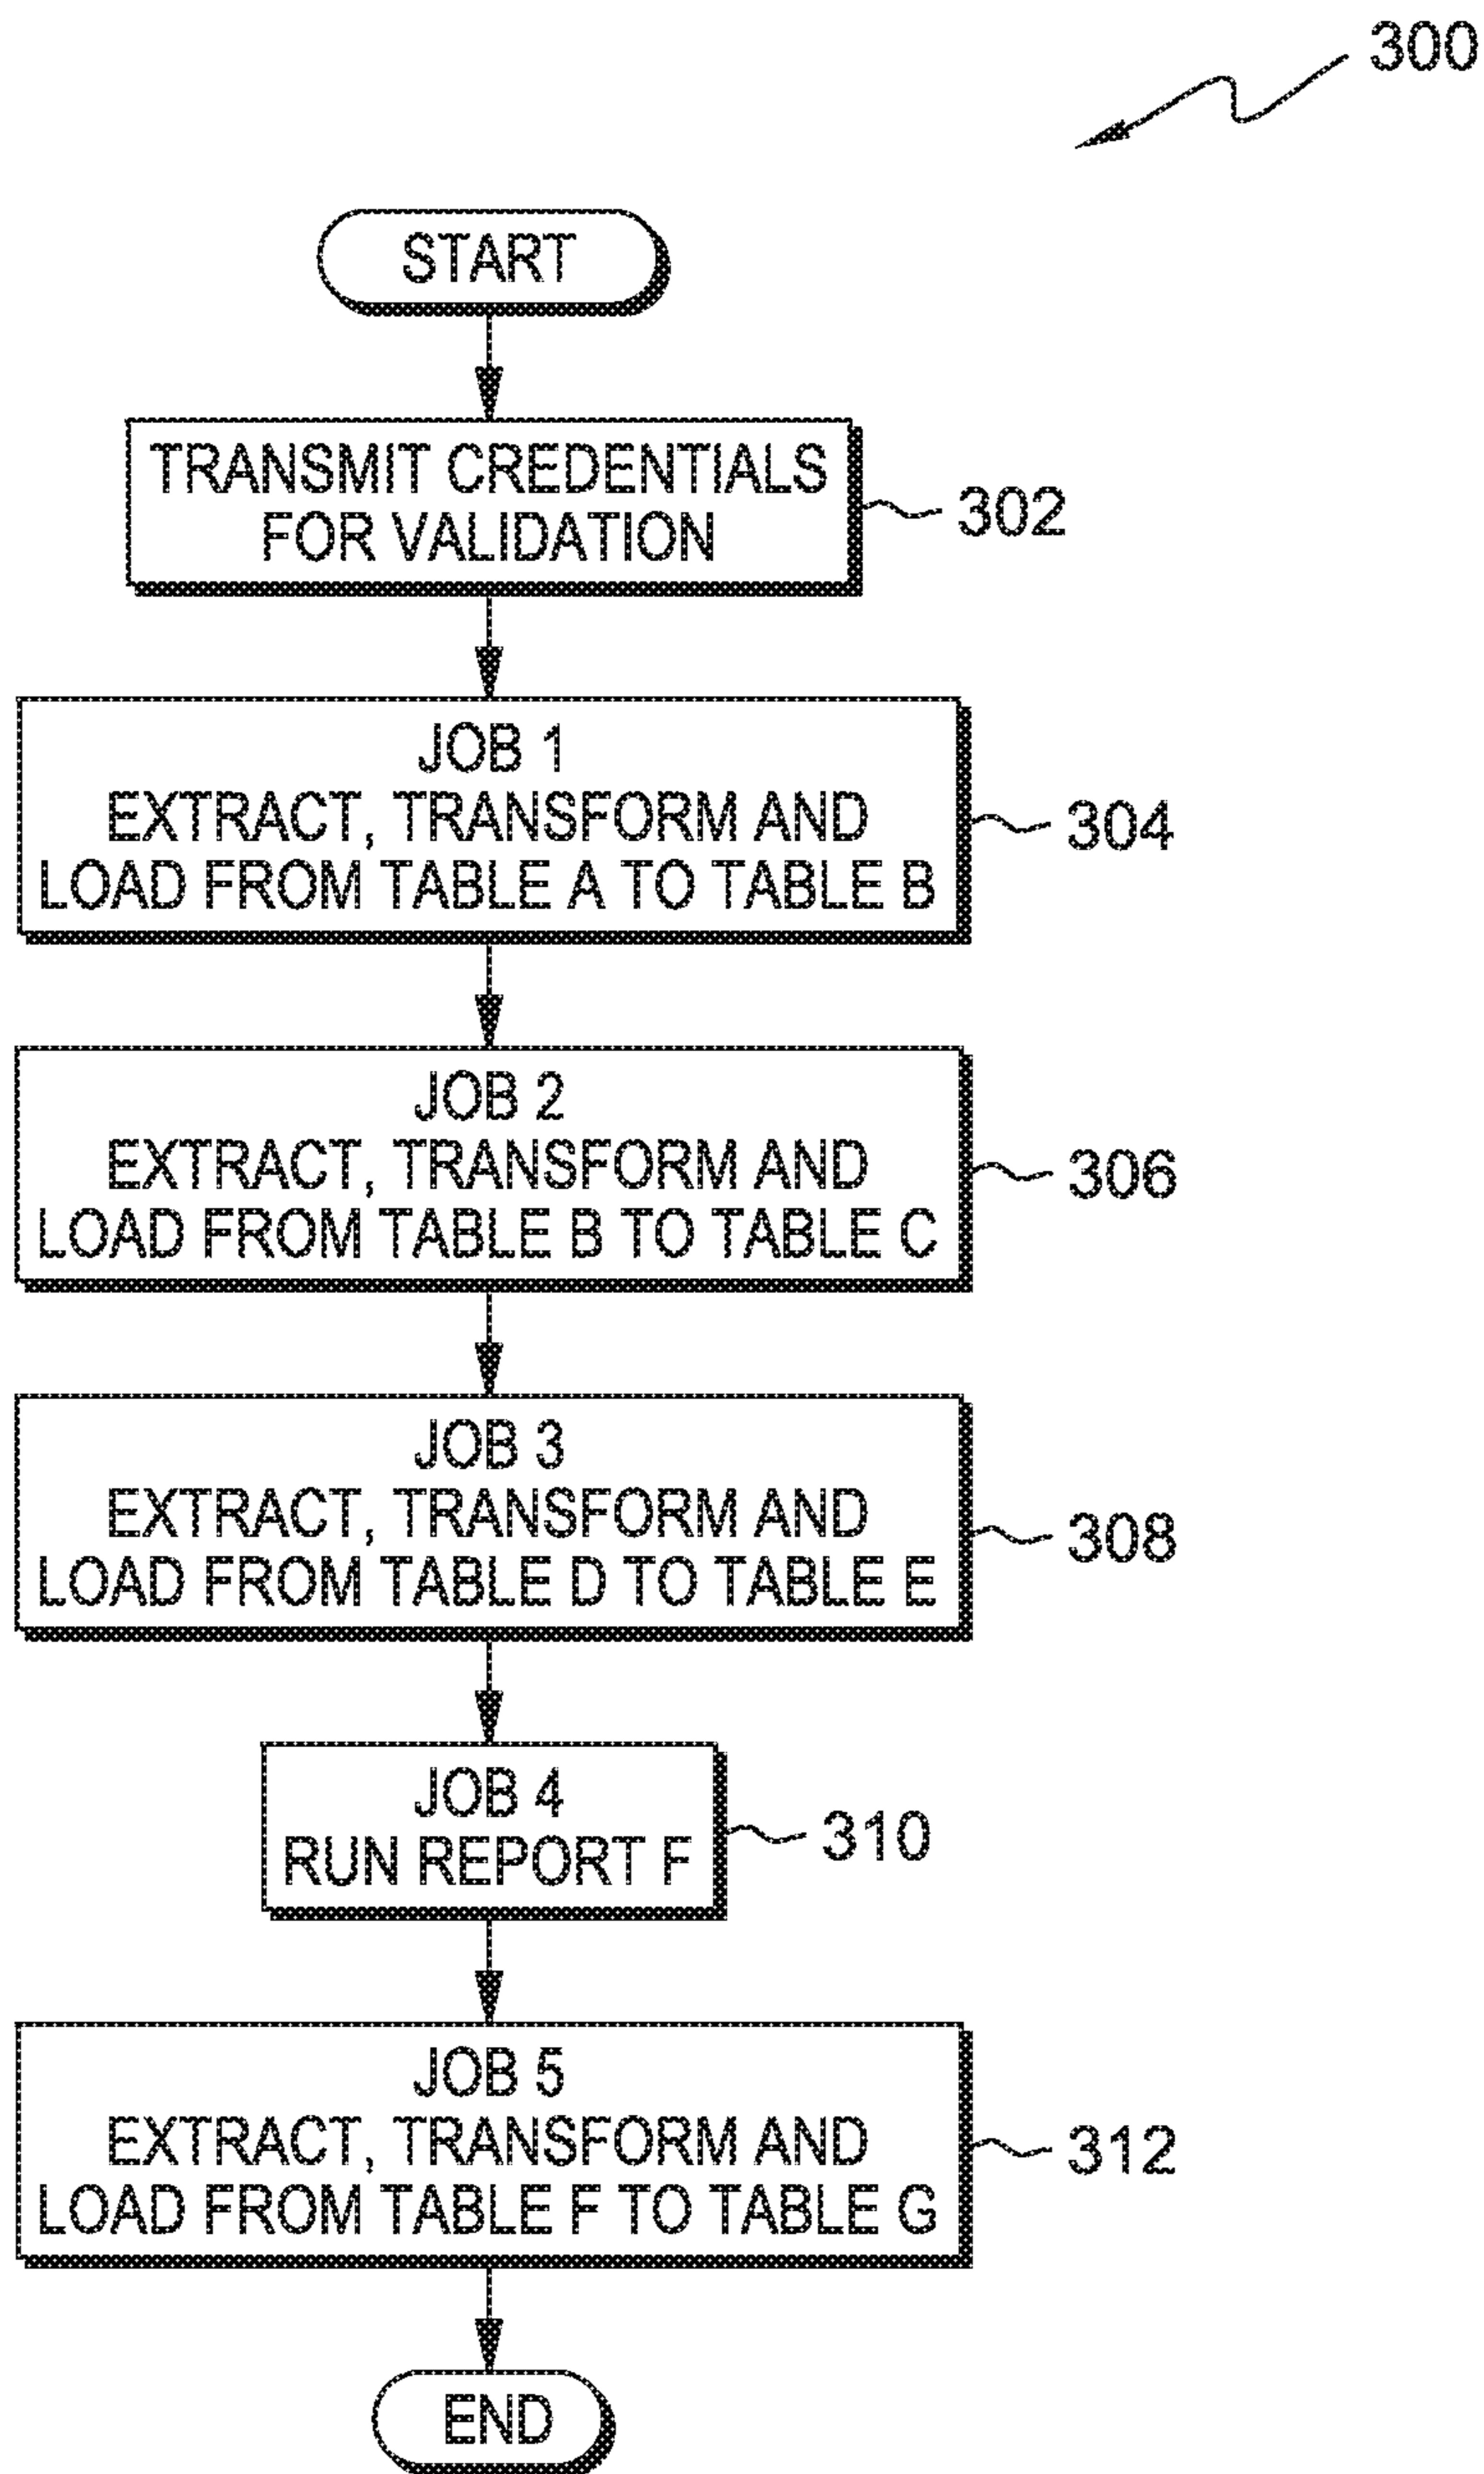 300
START
TRANSMIT CREDENTIALS
FOR VALIDATION
302
JOB 1
EXTRACT, TRANSFORM AND
LOAD FROM TABLE A TO TABLE B
304
JOB 2
EXTRACT, TRANSFORM AND
LOAD FROM TABLE B TO TABLE C
306
JOB 3
EXTRACT, TRANSFORM AND
LOAD FROM TABLE D TO TABLE E
308
JOB 4
RUN REPORT F
310
JOB 5
EXTRACT, TRANSFORM AND
LOAD FROM TABLE F TO TABLE G
312
END